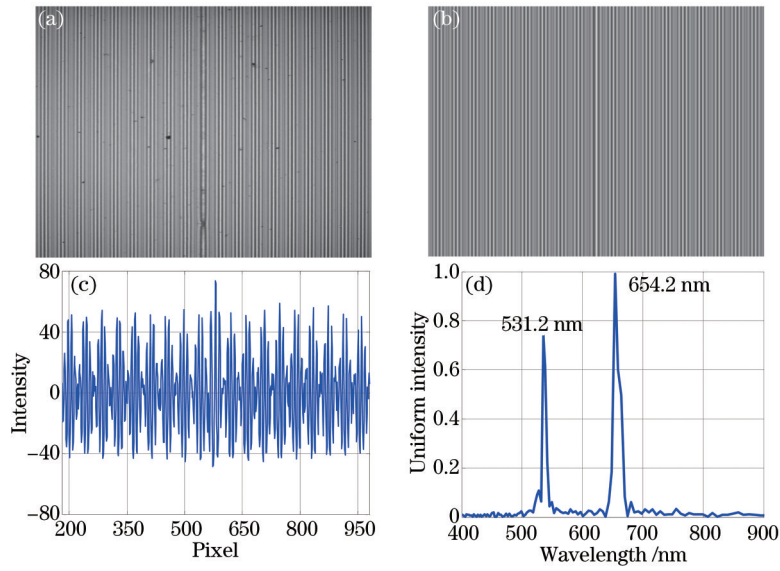 (a)
(b)
(c)
80
40
0
−40
−80
Intensity
200 350 500 650 800 950
Pixel
(d)
1.0
0.8
0.6
0.4
0.2
0
Uniform intensity
531.2 nm
654.2 nm
400 500 600 700 800 900
Wavelength /nm